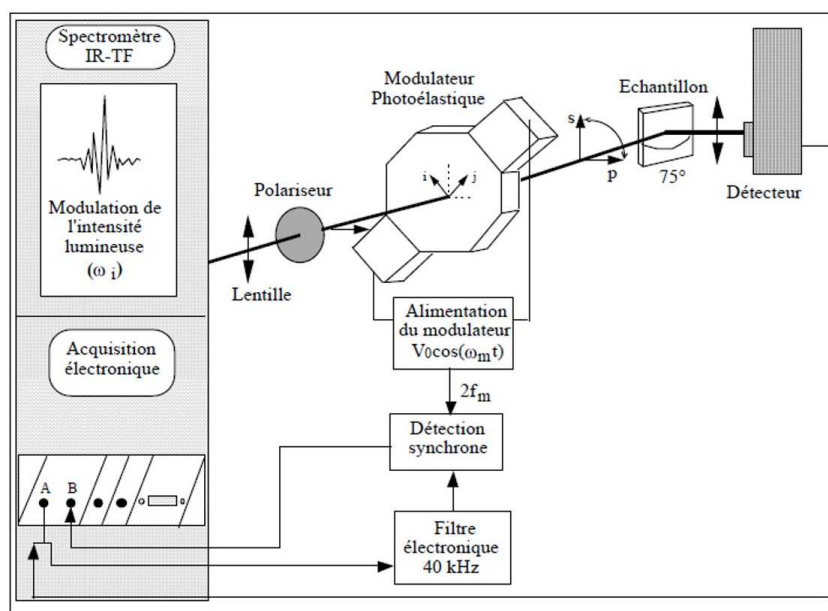 Spectromètre
IR-TF
Modulation de
l'intensité
lumineuse
(ω i)
Acquisition
électronique
A
B
Lentille
Polariseur
Modulateur
Photoélastique
i
j
s
p
Echantillon
75°
Détecteur
Alimentation
du modulateur
V0cos(ωmt)
2fm
Détection
synchrone
Filtre
électronique
40 kHz